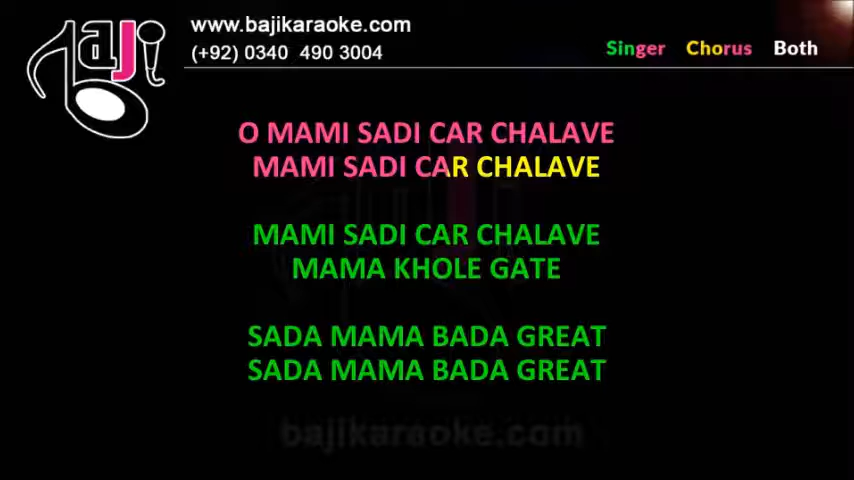 Baji
www.bajikaraoke.com
(+92) 0340 490 3004
Singer Chorus Both
O MAMI SADI CAR CHALAVE
MAMI SADI CAR CHALAVE
MAMI SADI CAR CHALAVE
MAMA KHOLE GATE
SADA MAMA BADA GREAT
SADA MAMA BADA GREAT
bajikaraoke.com